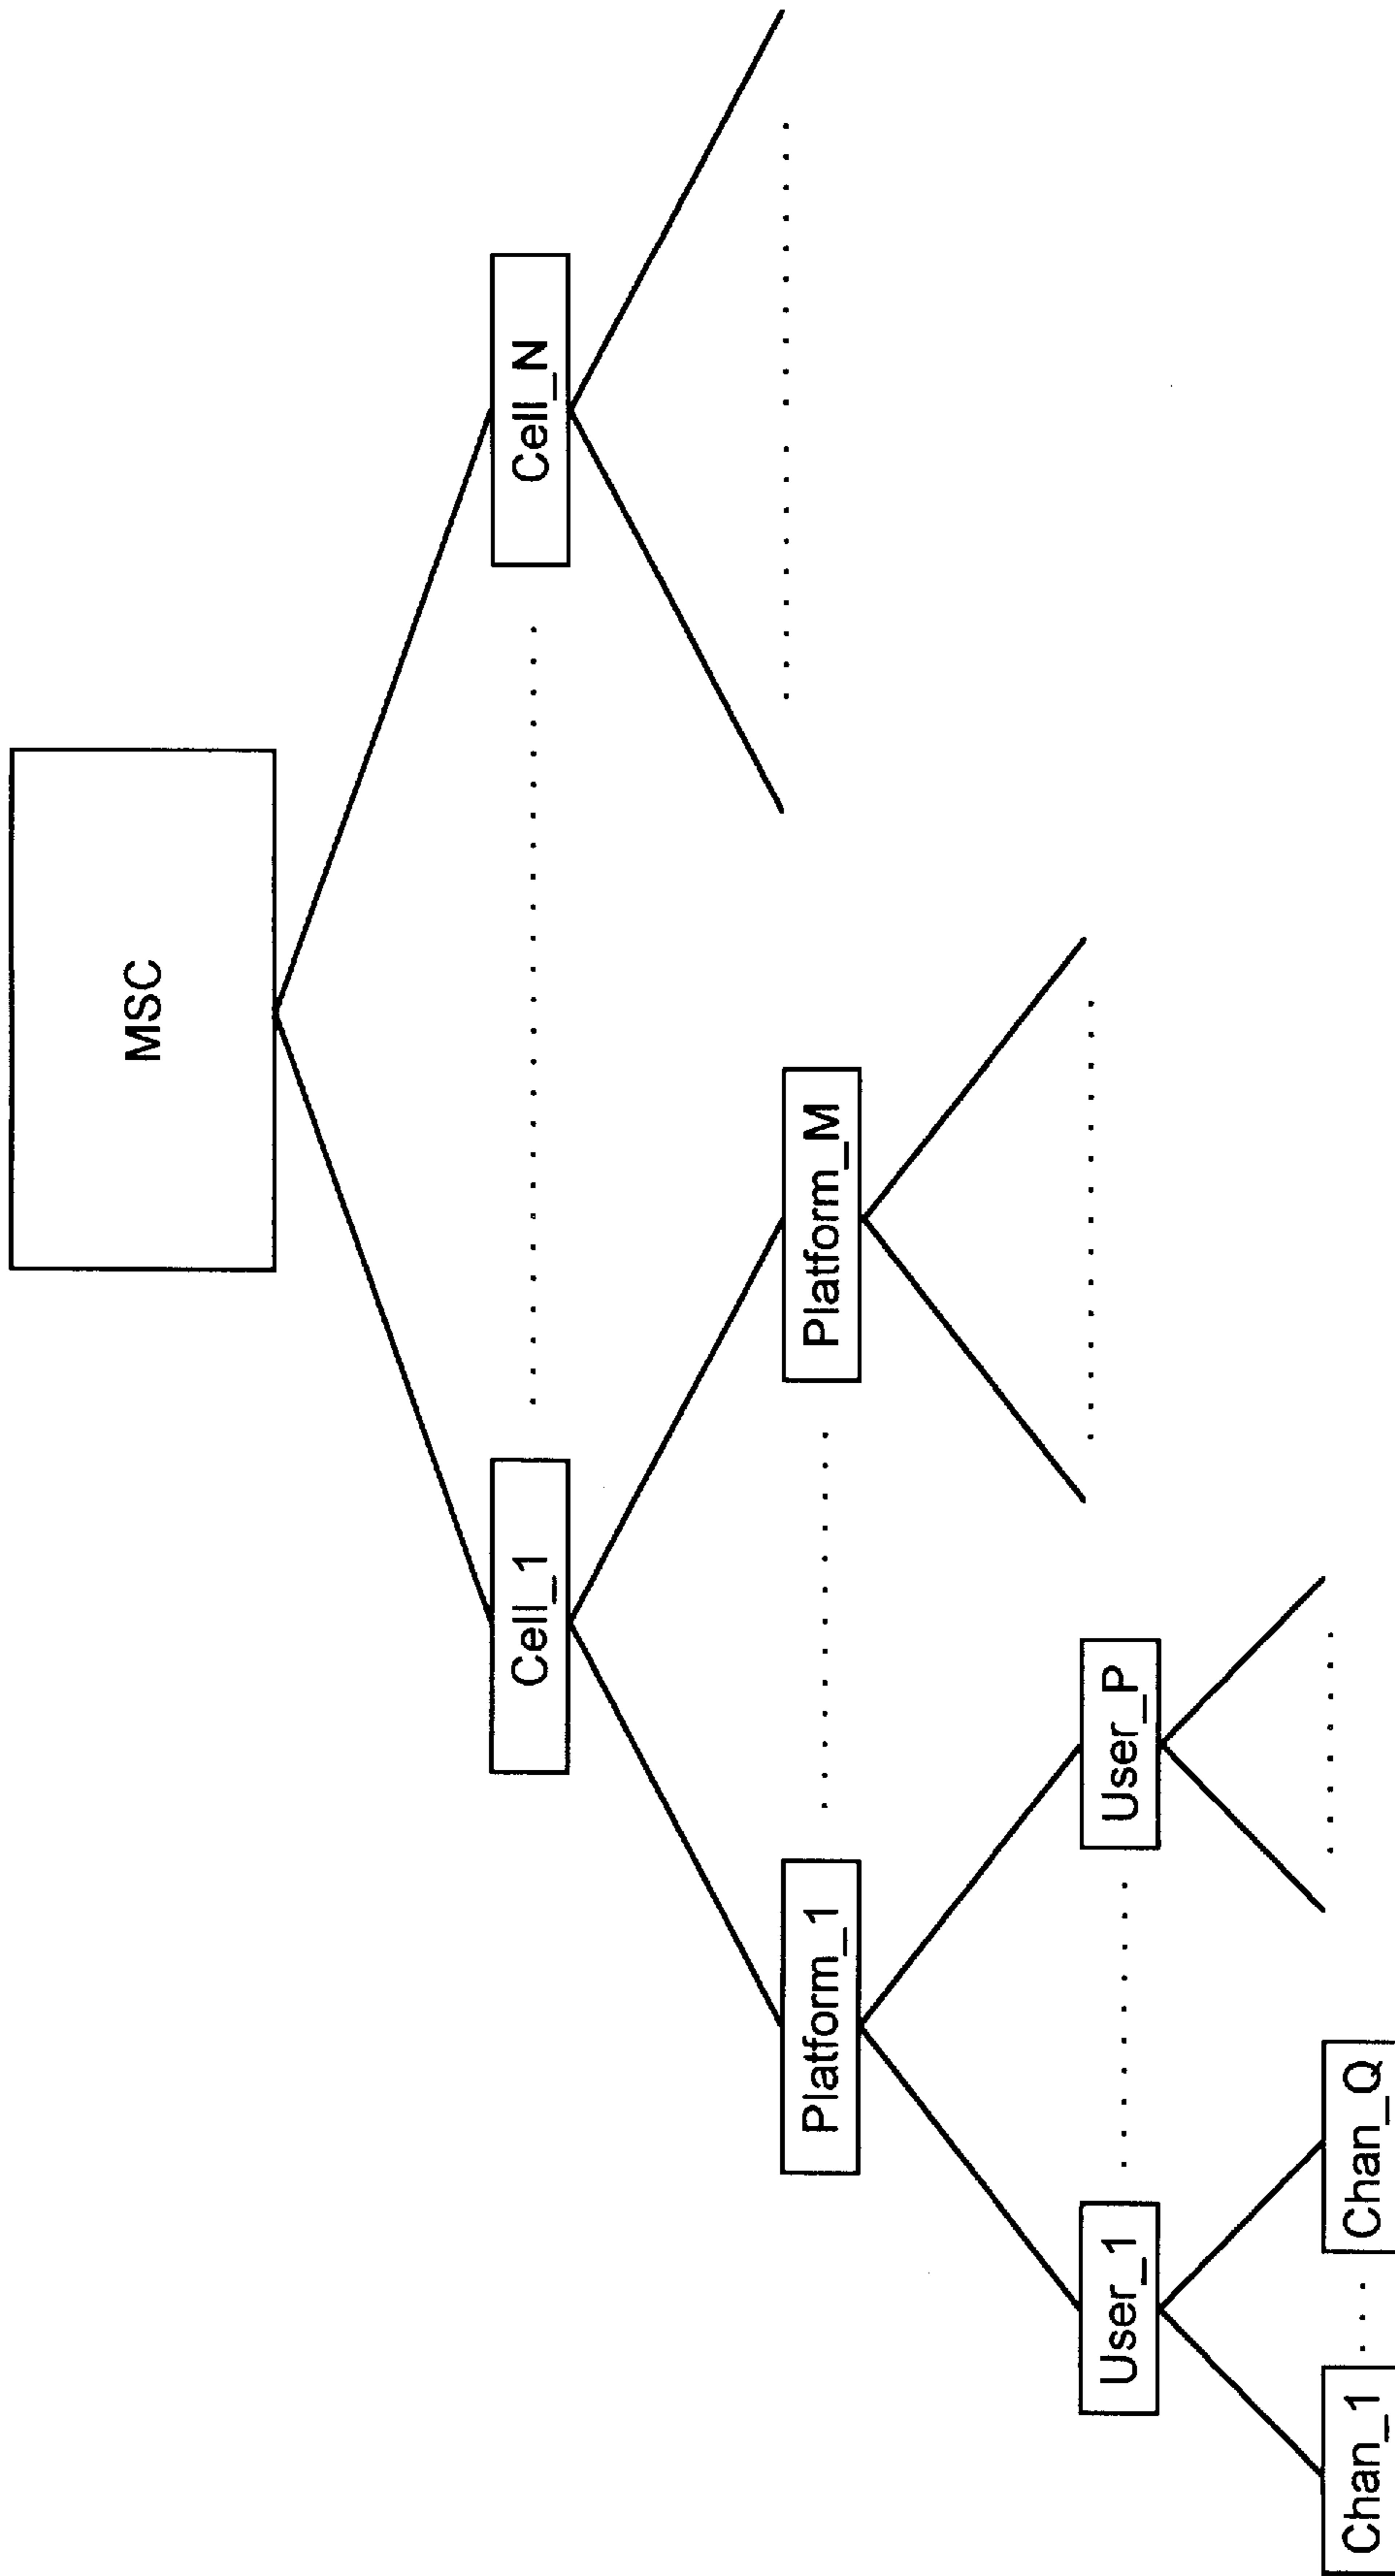 MSC
Cell_1
Cell_N
Platform_1
Platform_M
User_1
User_P
Chan_1
Chan_Q